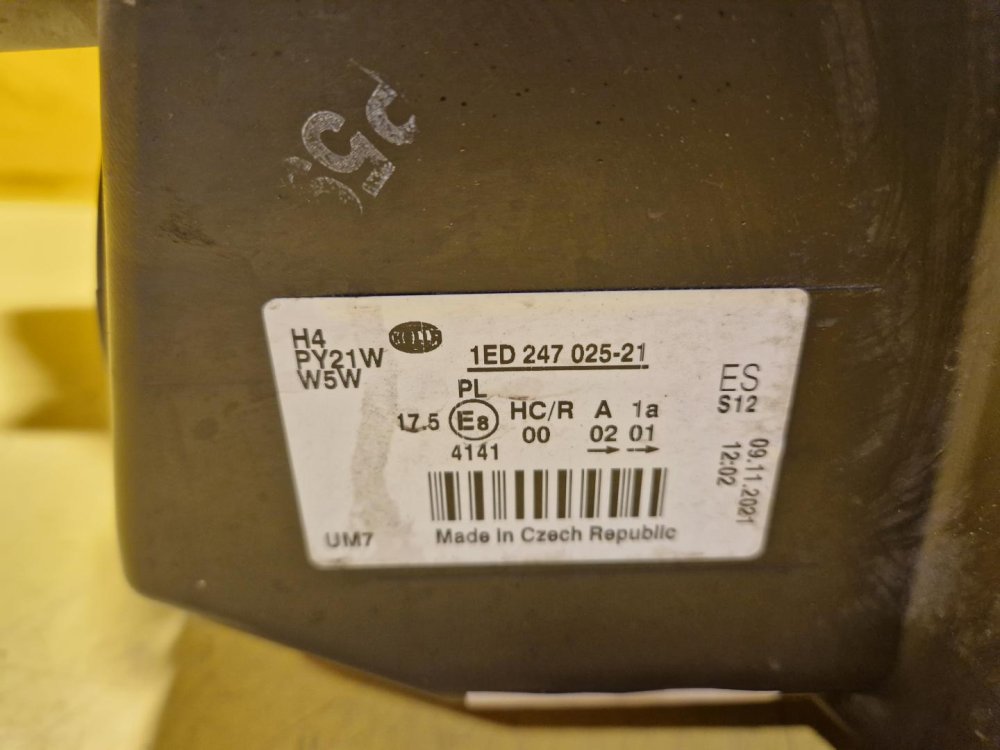 H4
PY21W
W5W
1ED 247 025-21
PL
17.5 E8 HC/R A 1a
00 02 01
4141
ES
S12
09.11.2021
12:02
UM7 Made in Czech Republic